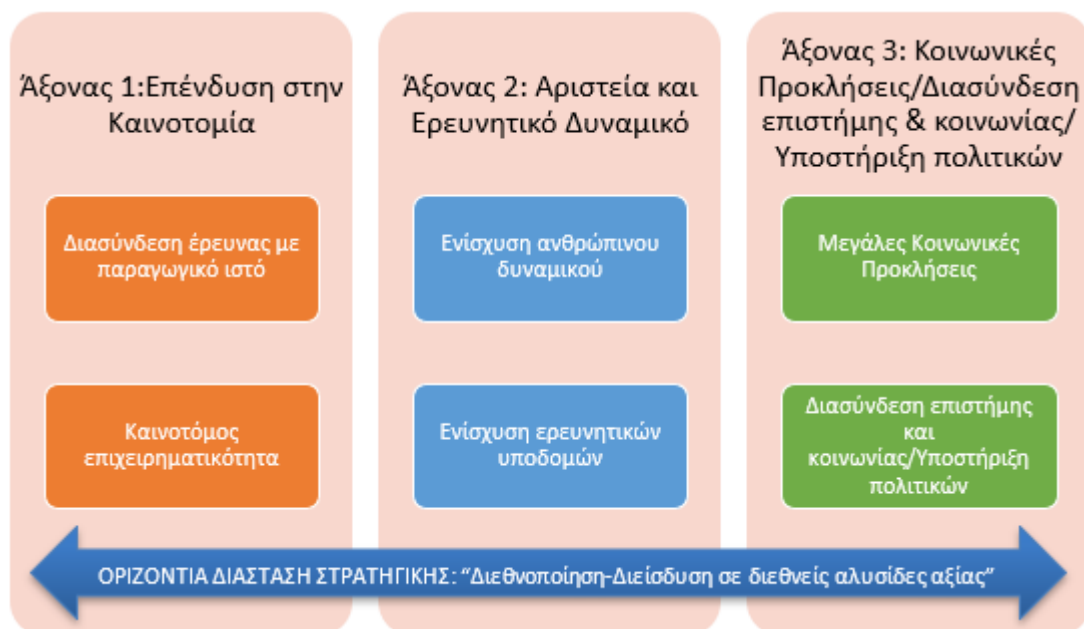 Άξονας 1:Επένδυση στην
Καινοτομία
Διασύνδεση έρευνας με
παραγωγικό ιστό
Καινοτόμος
επιχειρηματικότητα
Άξονας 2: Αριστεία και
Ερευνητικό Δυναμικό
Ενίσχυση ανθρώπινου
δυναμικού
Ενίσχυση ερευνητικών
υποδομών
Άξονας 3: Κοινωνικές
Προκλήσεις/Διασύνδεση
επιστήμης & κοινωνίας/
Υποστήριξη πολιτικών
Μεγάλες Κοινωνικές
Προκλήσεις
Διασύνδεση επιστήμης
και
κοινωνίας/Υποστήριξη
πολιτικών
ΟΡΙΖΟΝΤΙΑ ΔΙΑΣΤΑΣΗ ΣΤΡΑΤΗΓΙΚΗΣ: “Διεθνοποίηση-Διείσδυση σε διεθνείς αλυσίδες αξίας”